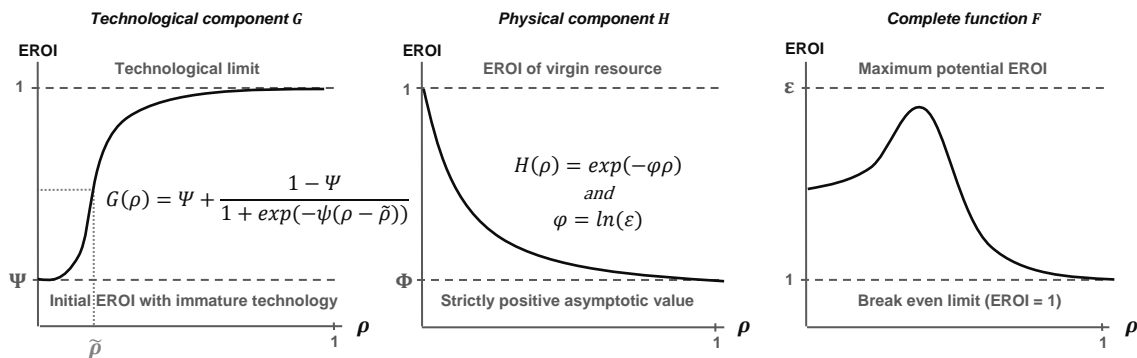 Technological component G
EROI
Technological limit
1
G(ρ) = Ψ + (1 − Ψ) / (1 + exp(−ψ(ρ − ρ̃)))
Ψ
Initial EROI with immature technology
ρ̃
1
ρ
Physical component H
EROI
EROI of virgin resource
1
H(ρ) = exp(−φρ)
and
φ = ln(ε)
Φ
Strictly positive asymptotic value
1
ρ
Complete function F
EROI
Maximum potential EROI
ε
1
Break even limit (EROI = 1)
1
ρ